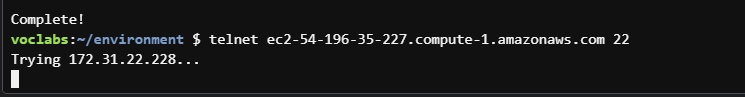 Complete!
voclabs:~/environment $ telnet ec2-54-196-35-227.compute-1.amazonaws.com 22
Trying 172.31.22.228...